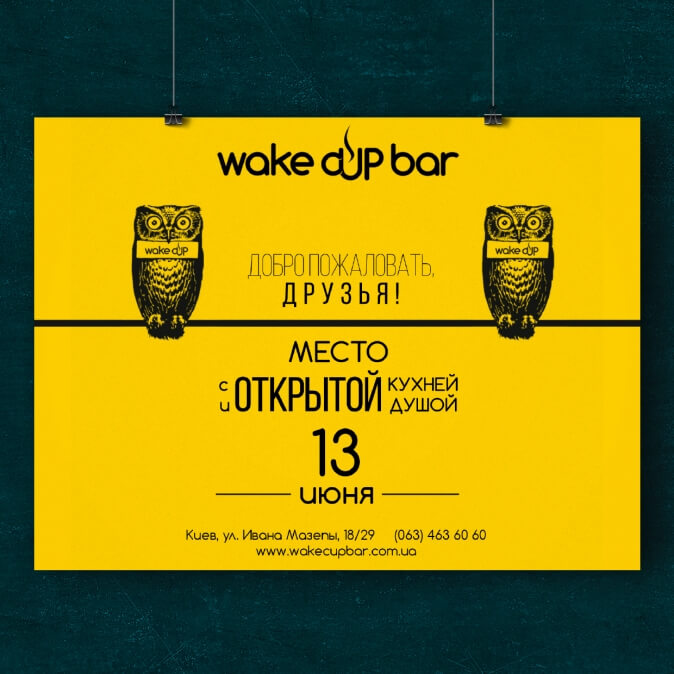 wake cup bar
wake cup
wake cup
ДОБРО ПОЖАЛОВАТЬ,
ДРУЗЬЯ!
МЕСТО
с ОТКРЫТОЙ КУХНЕЙ
и ДУШОЙ
13
июня
Киев, ул. Ивана Мазепы, 18/29 (063) 463 60 60
www.wakecupbar.com.ua